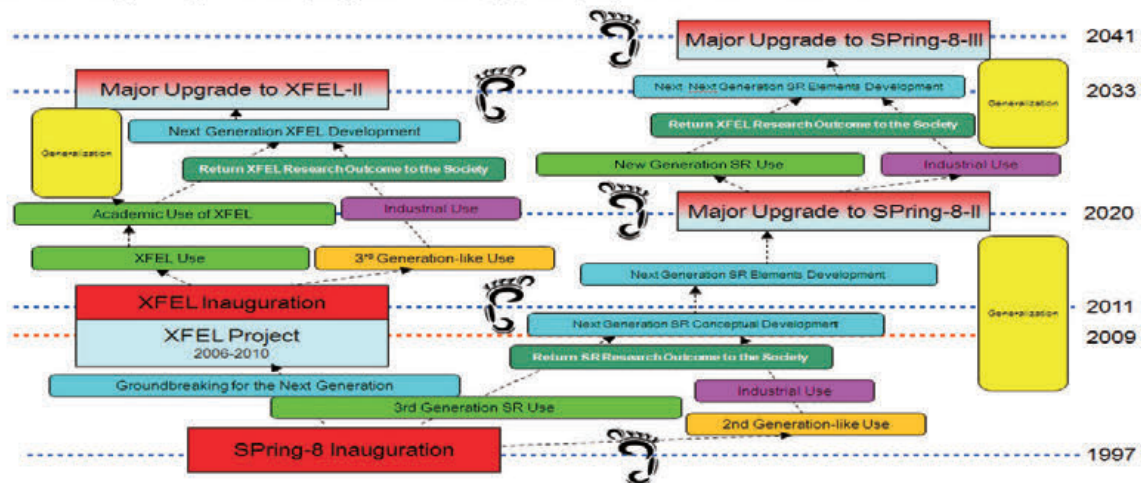 Major Upgrade to SPring-8-III
2041
Major Upgrade to XFEL-II
Next Next Generation SR Elements Development
2033
Generalization
Next Generation XFEL Development
Return XFEL Research Outcome to the Society
Generalization
Return XFEL Research Outcome to the Society
New Generation SR Use
Industrial Use
Academic Use of XFEL
Industrial Use
Major Upgrade to SPring-8-II
2020
XFEL Use
3rd Generation-like Use
Next Generation SR Elements Development
XFEL Inauguration
2011
Generalization
Next Generation SR Conceptual Development
XFEL Project
2006-2010
2009
Return SR Research Outcome to the Society
Groundbreaking for the Next Generation
Industrial Use
3rd Generation SR Use
2nd Generation-like Use
SPring-8 Inauguration
1997